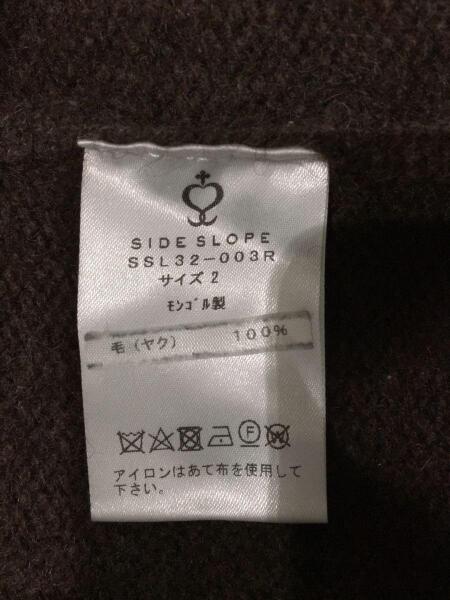 SIDE SLOPE
SSL32-003R
サイズ 2
ﾓﾝｺﾞﾙ製
毛（ヤク） 100%
F W
アイロンはあて布を使用して
下さい。